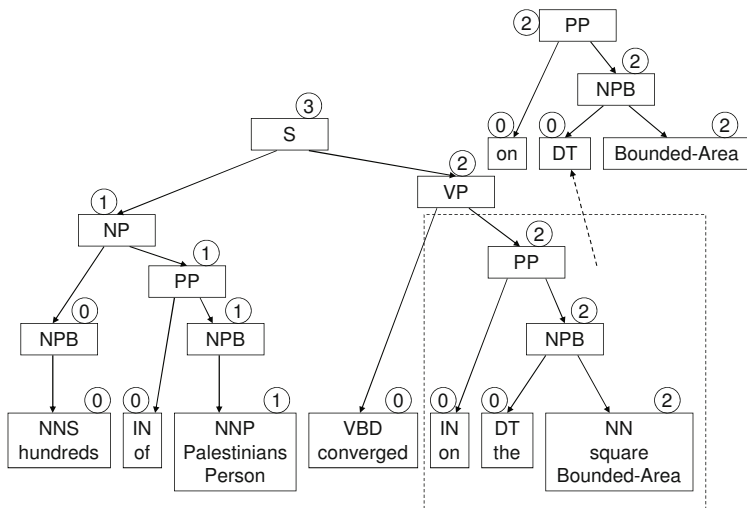 2 PP
2
NPB
3
S
0 0 2
on DT Bounded-Area
2
VP
1
NP
1
PP
2
PP
0
NPB
1
NPB
2
NPB
0 0 1 0 0 0 2
NNS IN NNP VBD IN DT NN
hundreds of Palestinians converged on the square
Person Bounded-Area